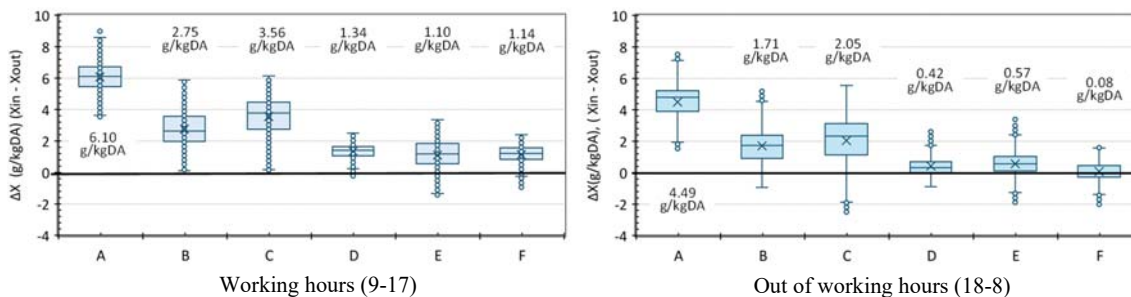 ΔX (g/kgDA) (Xin - Xout)
10
8
6
4
2
0
-2
-4
6.10
g/kgDA
2.75
g/kgDA
3.56
g/kgDA
1.34
g/kgDA
1.10
g/kgDA
1.14
g/kgDA
A B C D E F
Working hours (9-17)
ΔX(g/kgDA), ( Xin - Xout)
10
8
6
4
2
0
-2
-4
4.49
g/kgDA
1.71
g/kgDA
2.05
g/kgDA
0.42
g/kgDA
0.57
g/kgDA
0.08
g/kgDA
A B C D E F
Out of working hours (18-8)